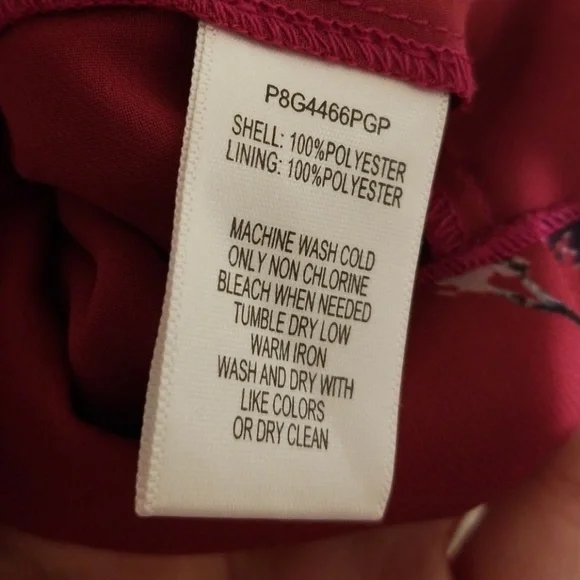 P8G4466PGP
SHELL: 100%POLYESTER
LINING: 100%POLYESTER
MACHINE WASH COLD
ONLY NON CHLORINE
BLEACH WHEN NEEDED
TUMBLE DRY LOW
WARM IRON
WASH AND DRY WITH
LIKE COLORS
OR DRY CLEAN